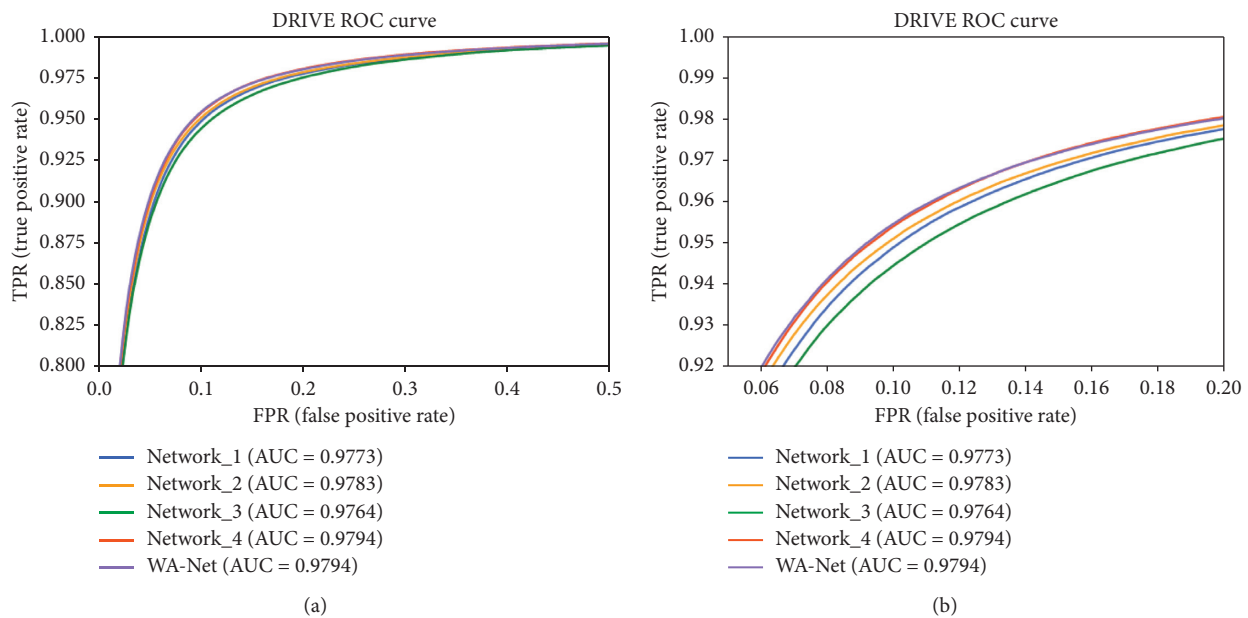 DRIVE ROC curve
1.000
0.975
0.950
0.925
0.900
0.875
0.850
0.825
0.800
TPR (true positive rate)
0.0 0.1 0.2 0.3 0.4 0.5
FPR (false positive rate)
Network_1 (AUC = 0.9773)
Network_2 (AUC = 0.9783)
Network_3 (AUC = 0.9764)
Network_4 (AUC = 0.9794)
WA-Net (AUC = 0.9794)
(a)
DRIVE ROC curve
1.00
0.99
0.98
0.97
0.96
0.95
0.94
0.93
0.92
TPR (true positive rate)
0.06 0.08 0.10 0.12 0.14 0.16 0.18 0.20
FPR (false positive rate)
Network_1 (AUC = 0.9773)
Network_2 (AUC = 0.9783)
Network_3 (AUC = 0.9764)
Network_4 (AUC = 0.9794)
WA-Net (AUC = 0.9794)
(b)